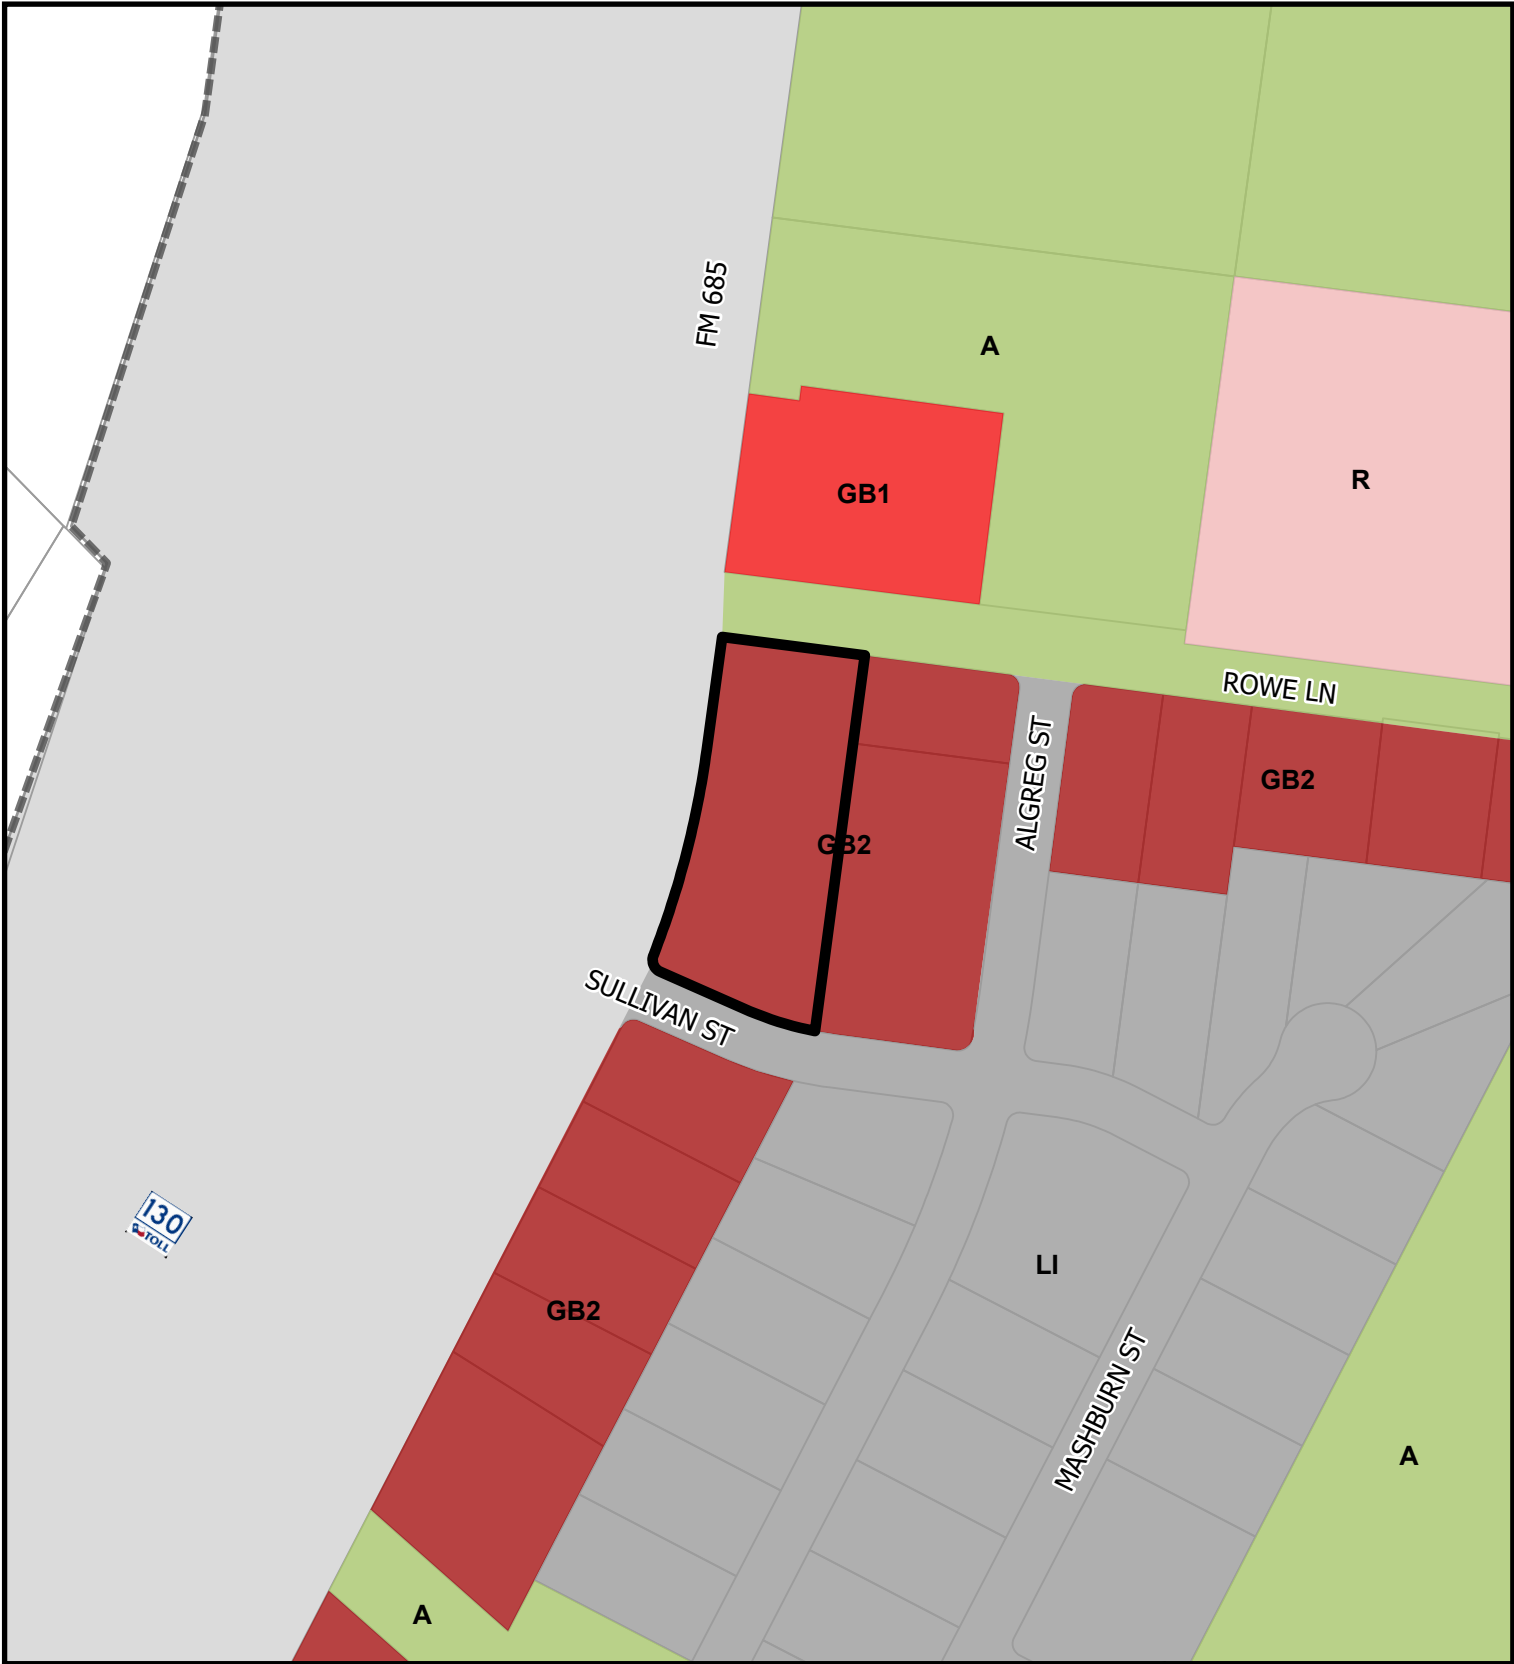 FM 685
A
R
GB1
ROWE LN
ALGREG ST
GB2
GB2
SULLIVAN ST
130
TOLL
LI
GB2
MASHBURN ST
A
A